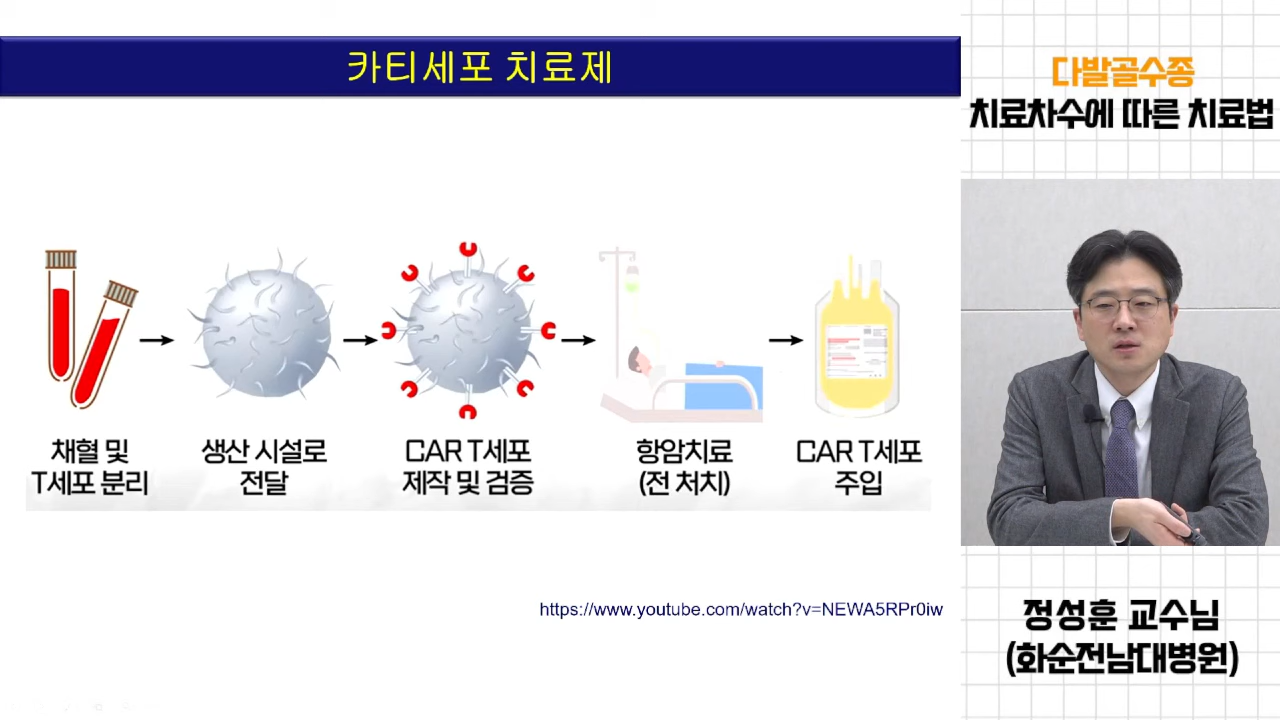 카티세포 치료제
채혈 및
T세포 분리
생산 시설로
전달
CAR T세포
제작 및 검증
항암치료
(전 처치)
CAR T세포
주입
https://www.youtube.com/watch?v=NEWA5RPr0iw
다발골수종
치료차수에 따른 치료법
정성훈 교수님
(화순전남대병원)